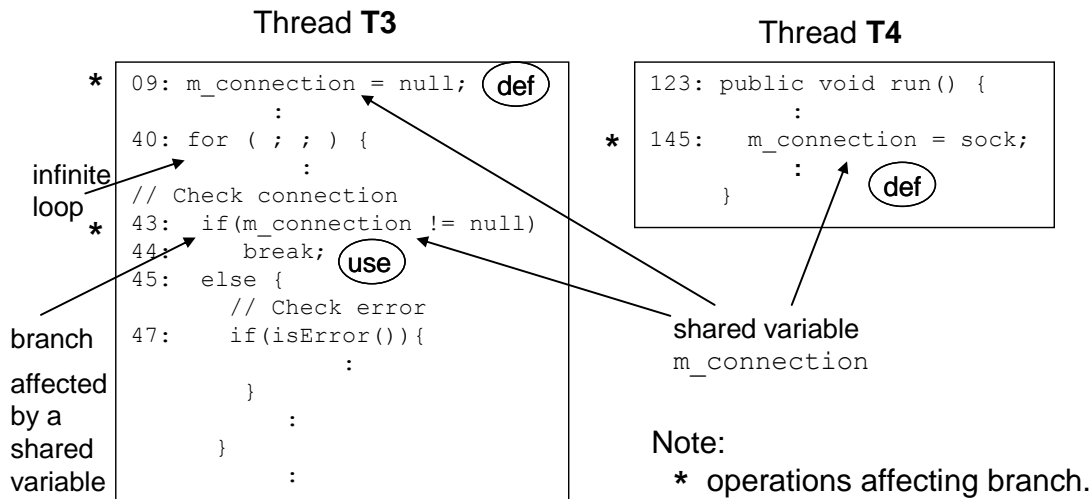 Thread T3
* 09: m_connection = null; def
:
40: for ( ; ; ) {
:
// Check connection
* 43: if(m_connection != null)
44: break;
use
45: else {
// Check error
47: if(isError()){
:
}
:
}
:
infinite
loop
branch
affected
by a
shared
variable
Thread T4
123: public void run() {
:
* 145: m_connection = sock;
:
def
}
shared variable
m_connection
Note:
* operations affecting branch.